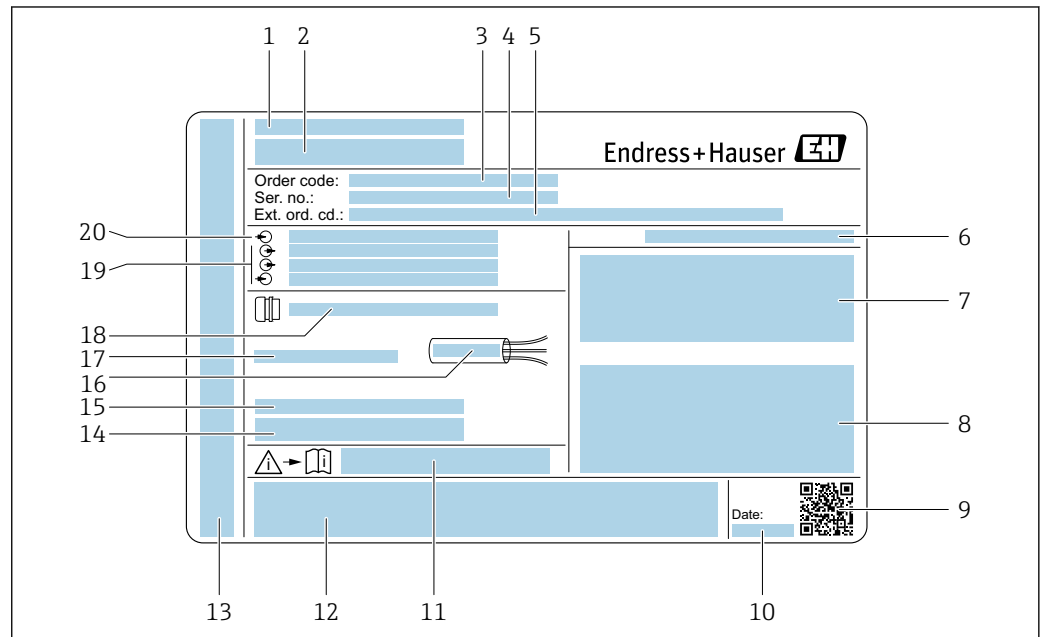 1 2 3 4 5
Endress+Hauser EH
Order code:
Ser. no.:
Ext. ord. cd.:
20
6
19
7
18
17
16
15
14
8
i i
Date:
9
13 12 11 10